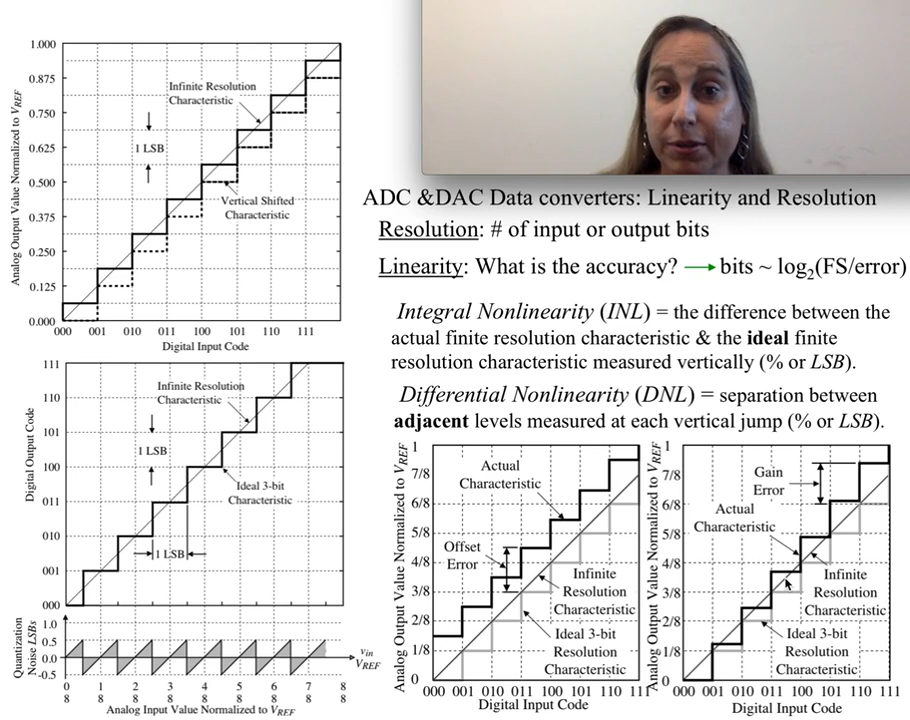 ADC &DAC Data converters: Linearity and Resolution
Resolution: # of input or output bits
Linearity: What is the accuracy? → bits ~ log2(FS/error)
Integral Nonlinearity (INL) = the difference between the
actual finite resolution characteristic & the ideal finite
resolution characteristic measured vertically (% or LSB).
Differential Nonlinearity (DNL) = separation between
adjacent levels measured at each vertical jump (% or LSB).
Analog Output Value Normalized to VREF
1.000
0.875
0.750
0.625
0.500
0.375
0.250
0.125
0.000
Infinite Resolution
Characteristic
1 LSB
Vertical Shifted
Characteristic
000 001 010 011 100 101 110 111
Digital Input Code
Digital Output Code
111
110
101
100
011
010
001
000
Infinite Resolution
Characteristic
1 LSB
Ideal 3-bit
Characteristic
1 LSB
Quantization
Noise LSBs
1.0
0.5
0.0
-0.5
vin
VREF
0 1 2 3 4 5 6 7 8
8 8 8 8 8 8 8 8 8
Analog Input Value Normalized to VREF
Analog Output Value Normalized to VREF
1
7/8
6/8
5/8
4/8
3/8
2/8
1/8
0
Actual
Characteristic
Offset
Error
Infinite
Resolution
Characteristic
Ideal 3-bit
Resolution
Characteristic
000 001 010 011 100 101 110 111
Digital Input Code
Analog Output Value Normalized to VREF
1
7/8
6/8
5/8
4/8
3/8
2/8
1/8
0
Gain
Error
Actual
Characteristic
Infinite
Resolution
Characteristic
Ideal 3-bit
Resolution
Characteristic
000 001 010 011 100 101 110 111
Digital Input Code